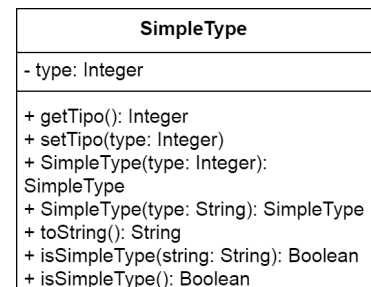 SimpleType
- type: Integer
+ getTipo(): Integer
+ setTipo(type: Integer)
+ SimpleType(type: Integer):
SimpleType
+ SimpleType(type: String): SimpleType
+ toString(): String
+ isSimpleType(string: String): Boolean
+ isSimpleType(): Boolean